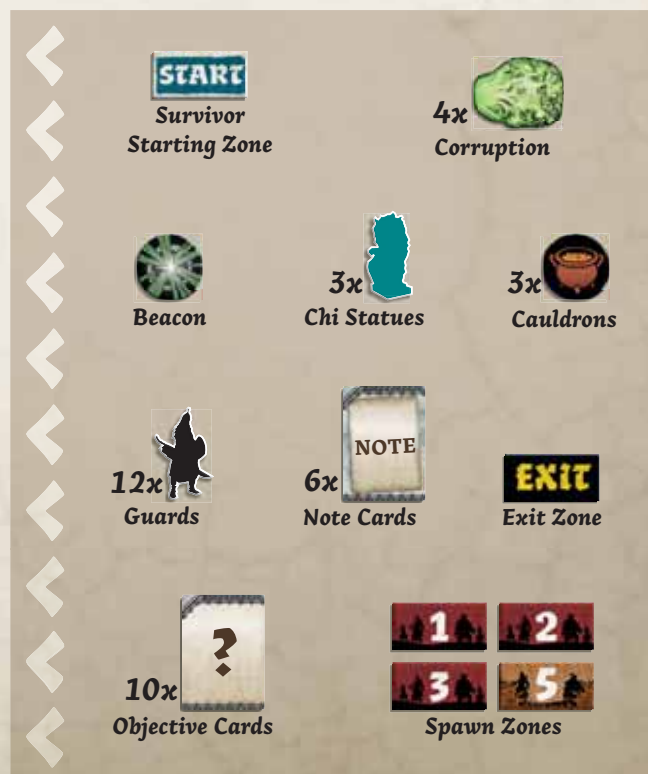 START
Survivor
Starting Zone
4x
Corruption
Beacon
3x
Chi Statues
3x
Cauldrons
12x
Guards
NOTE
6x
Note Cards
EXIT
Exit Zone
?
10x
Objective Cards
1 2
3 5
Spawn Zones